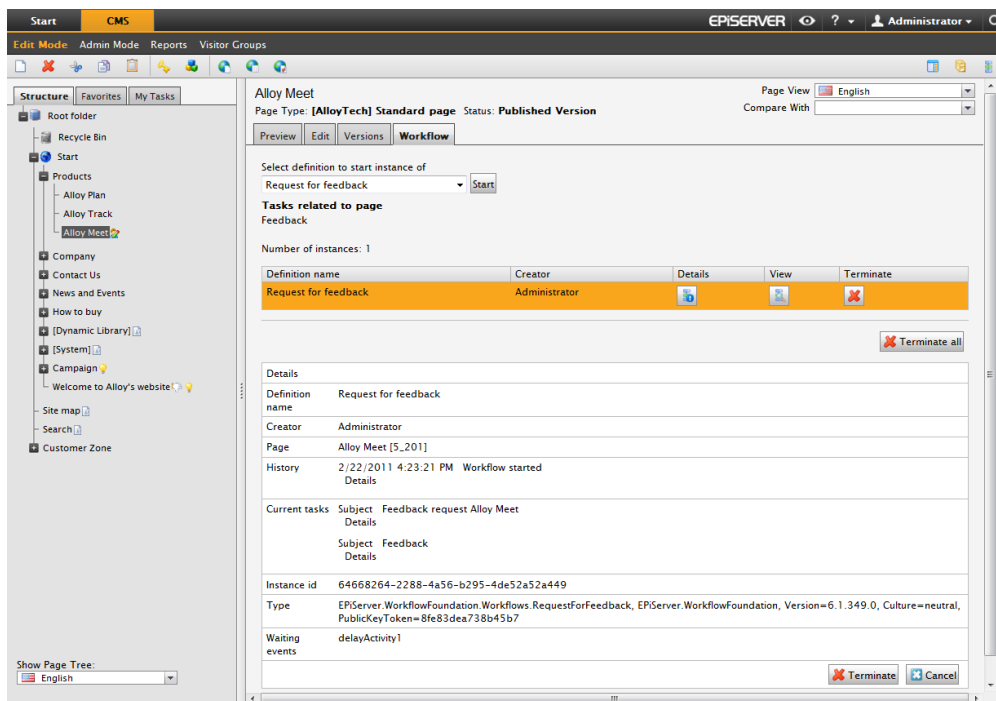 Start CMS EPiSERVER ? Administrator
Edit Mode Admin Mode Reports Visitor Groups
Structure Favorites My Tasks
Root folder
Recycle Bin
Start
Products
Alloy Plan
Alloy Track
Alloy Meet
Company
Contact Us
News and Events
How to buy
[Dynamic Library]
[System]
Campaign
Welcome to Alloy's website
Site map
Search
Customer Zone
Show Page Tree:
English
Alloy Meet
Page View English
Page Type: [AlloyTech] Standard page Status: Published Version
Compare With
Preview Edit Versions Workflow
Select definition to start instance of
Request for feedback Start
Tasks related to page
Feedback
Number of instances: 1
Definition name Creator Details View Terminate
Request for feedback Administrator
Terminate all
Details
Definition name Request for feedback
Creator Administrator
Page Alloy Meet [5_201]
History 2/22/2011 4:23:21 PM Workflow started
Details
Current tasks Subject Feedback request Alloy Meet
Details
Subject Feedback
Details
Instance id 64668264-2288-4a56-b295-4de52a52a449
Type EPiServer.WorkflowFoundation.Workflows.RequestForFeedback, EPiServer.WorkflowFoundation, Version=6.1.349.0, Culture=neutral,
PublicKeyToken=8fe83dea738b45b7
Waiting events delayActivity1
Terminate Cancel